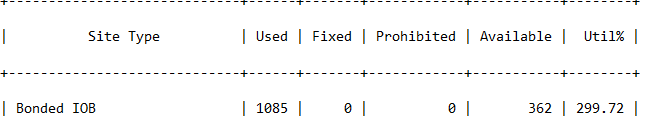 +----------------------------+------+-------+------------+-----------+--------+
|          Site Type         | Used | Fixed | Prohibited | Available |  Util% |
+----------------------------+------+-------+------------+-----------+--------+
| Bonded IOB                 | 1085 |     0 |          0 |       362 | 299.72 |